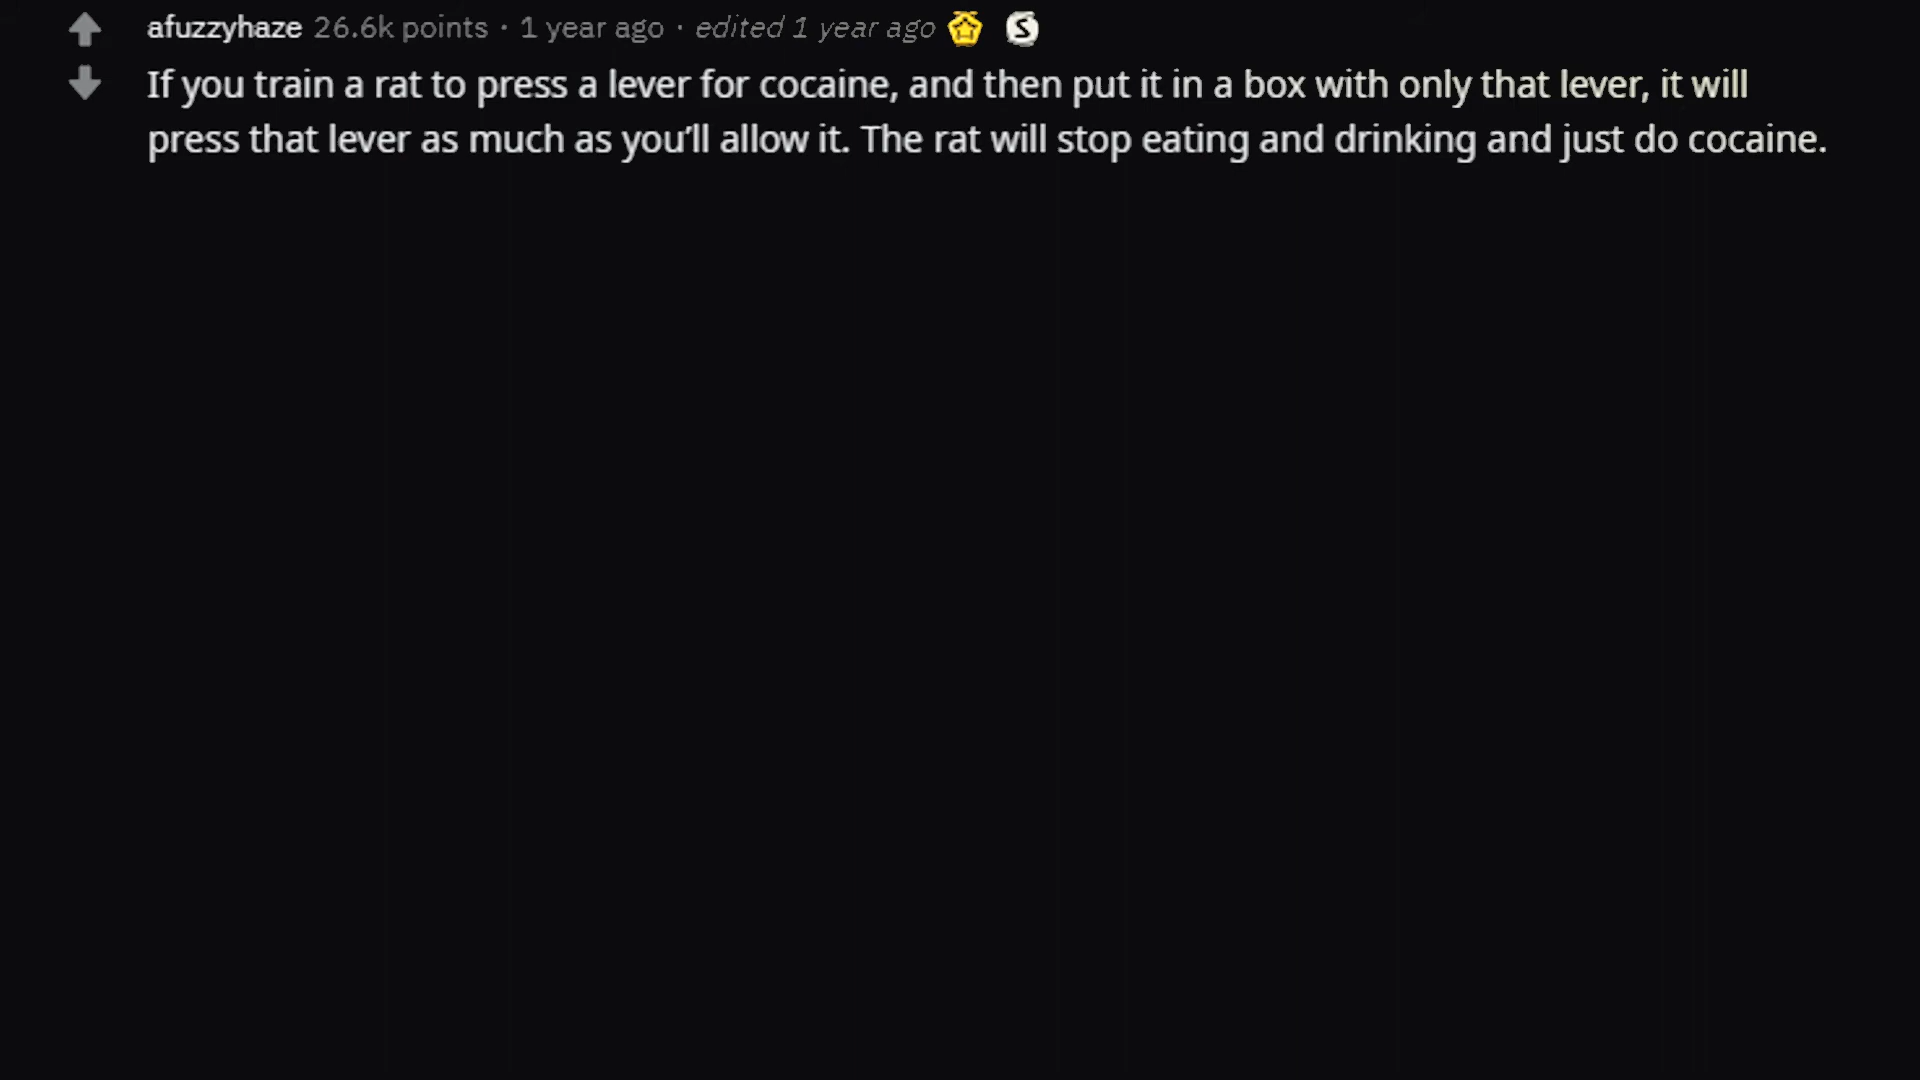 afuzzyhaze 26.6k points · 1 year ago · edited 1 year ago S
If you train a rat to press a lever for cocaine, and then put it in a box with only that lever, it will
press that lever as much as you’ll allow it. The rat will stop eating and drinking and just do cocaine.